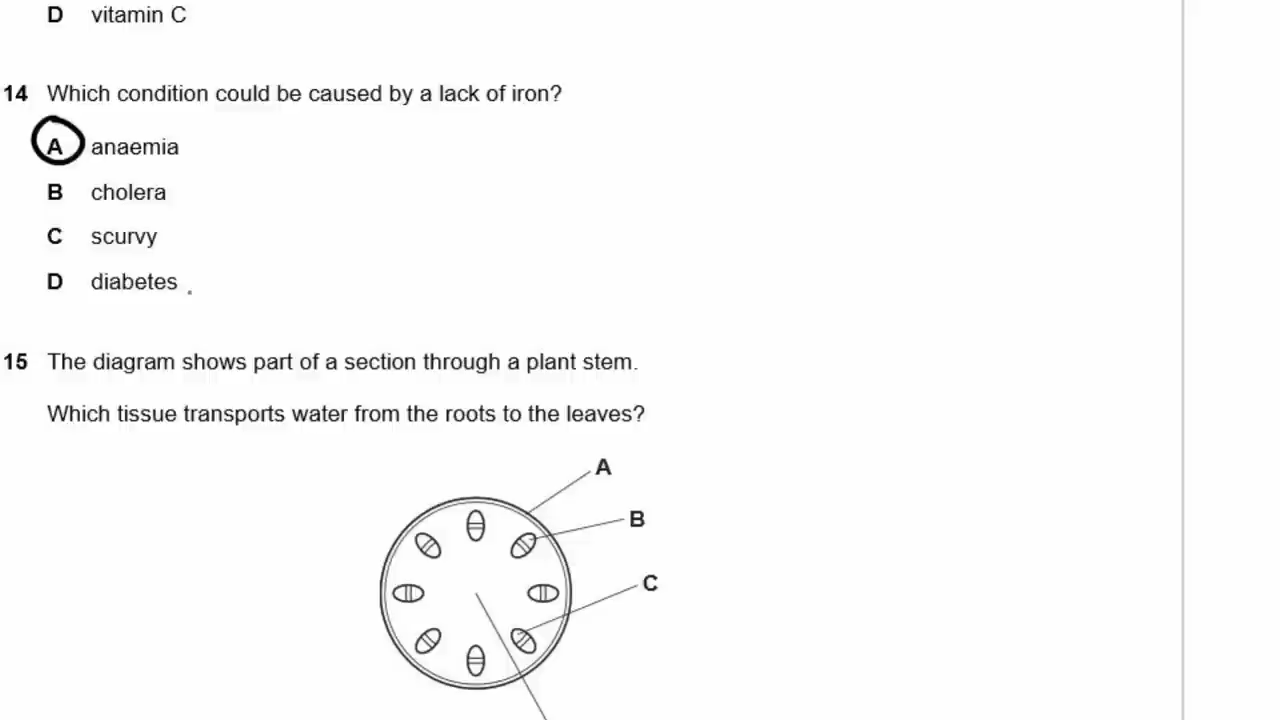 D vitamin C
14 Which condition could be caused by a lack of iron?
A anaemia
B cholera
C scurvy
D diabetes
15 The diagram shows part of a section through a plant stem.
Which tissue transports water from the roots to the leaves?
A
B
C